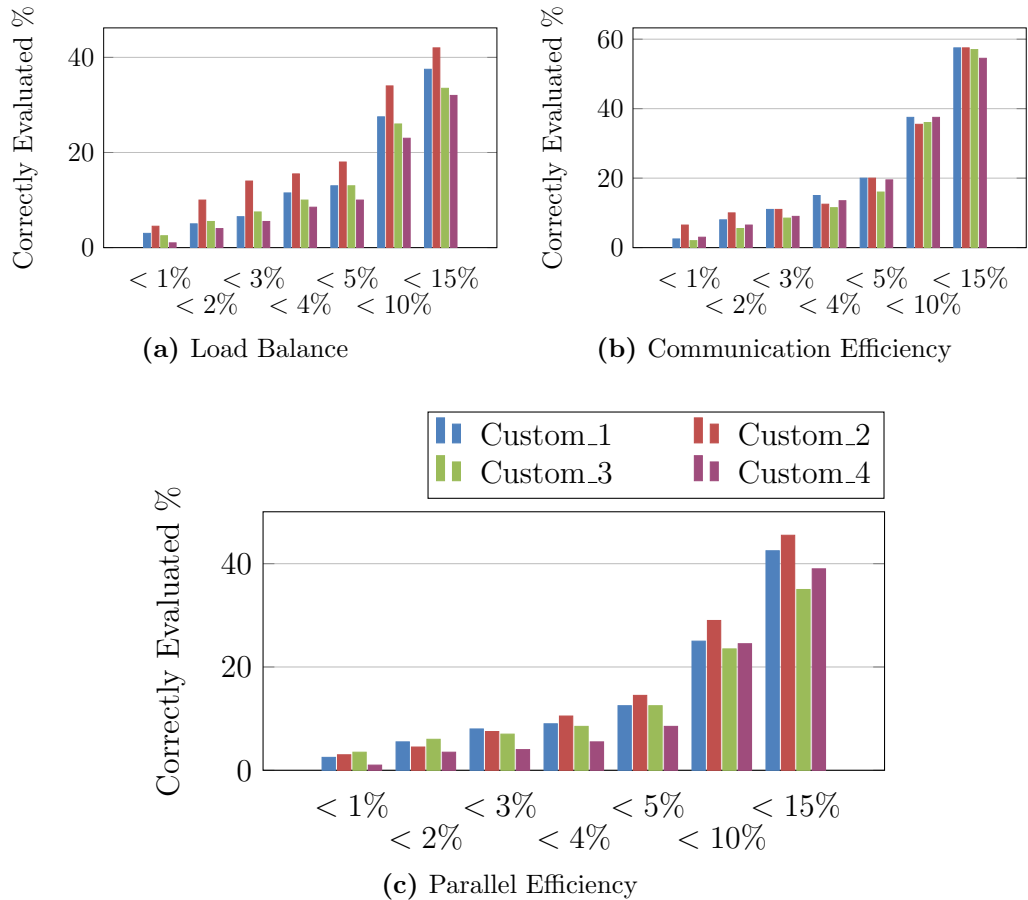 Correctly Evaluated %
40
20
0
< 1% < 3% < 5% < 15%
< 2% < 4% < 10%
(a) Load Balance
Correctly Evaluated %
60
40
20
0
< 1% < 3% < 5% < 15%
< 2% < 4% < 10%
(b) Communication Efficiency
Custom_1 Custom_2
Custom_3 Custom_4
Correctly Evaluated %
40
20
0
< 1% < 3% < 5% < 15%
< 2% < 4% < 10%
(c) Parallel Efficiency